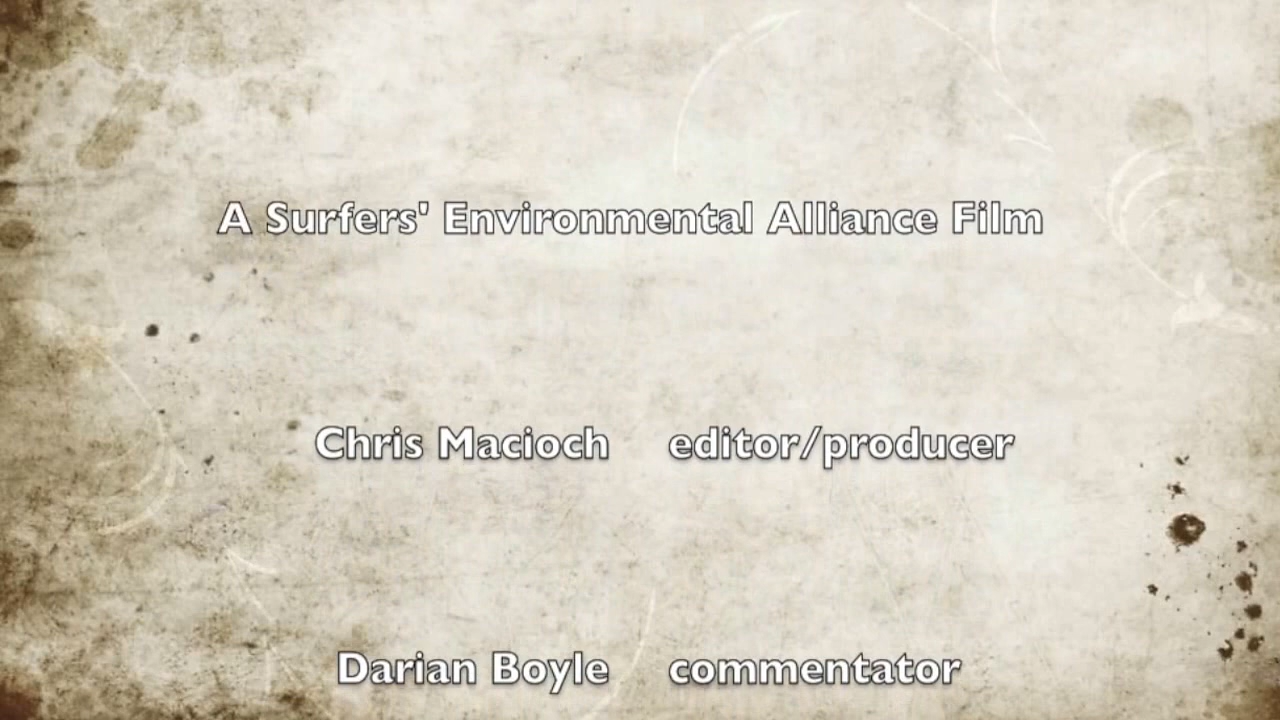 A Surfers' Environmental Alliance Film
Chris Macioch editor/producer
Darian Boyle commentator